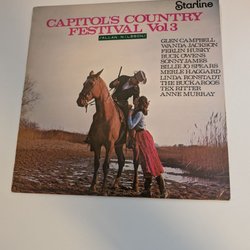 Starline
CAPITOL'S COUNTRY
FESTIVAL Vol 3
GLEN CAMPBELL
WANDA JACKSON
FERLIN HUSKY
BUCK OWENS
SONNY JAMES
BILLIE JO SPEARS
MERLE HAGGARD
LINDA RONSTADT
THE BUCKAROOS
TEX RITTER
ANNE MURRAY